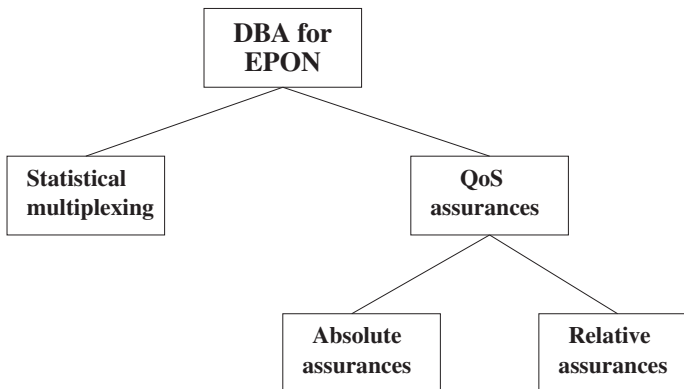 DBA for
EPON
Statistical
multiplexing
QoS
assurances
Absolute
assurances
Relative
assurances